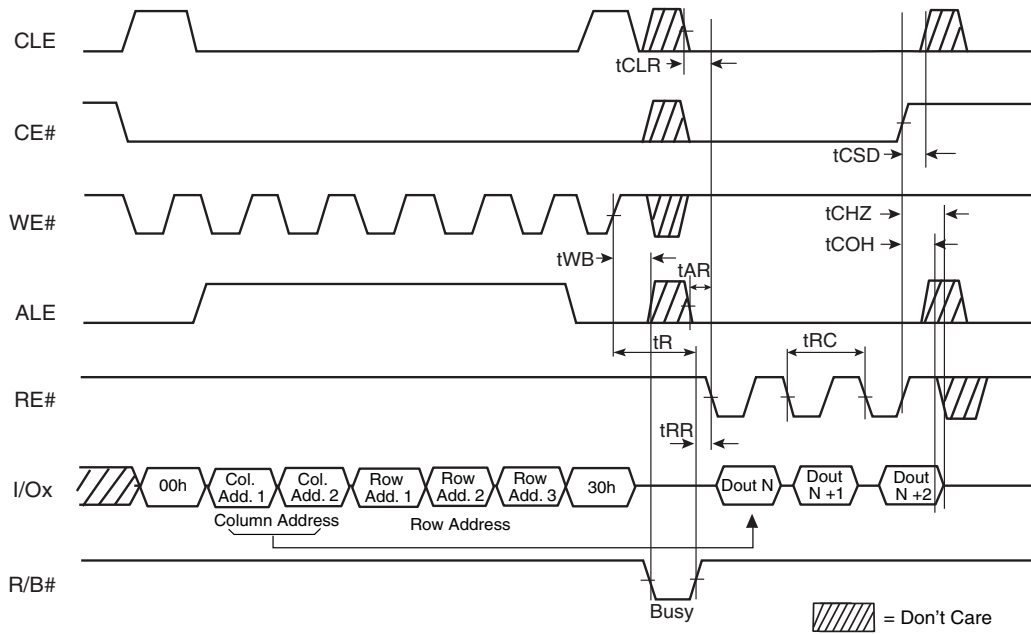 CLE
tCLR
CE#
tCSD
WE#
tCHZ
tCOH
tWB
tAR
ALE
tR
tRC
RE#
tRR
I/Ox
00h
Col.
Add. 1
Col.
Add. 2
Row
Add. 1
Row
Add. 2
Row
Add. 3
30h
Dout N
Dout
N +1
Dout
N +2
Column Address
Row Address
R/B#
Busy
= Don't Care